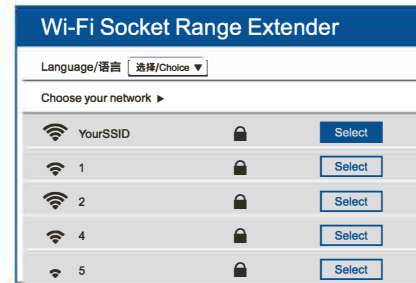 Wi-Fi Socket Range Extender
Language/语言 选择/Choice ▼
Choose your network ▶
YourSSID Select
1 Select
2 Select
4 Select
5 Select